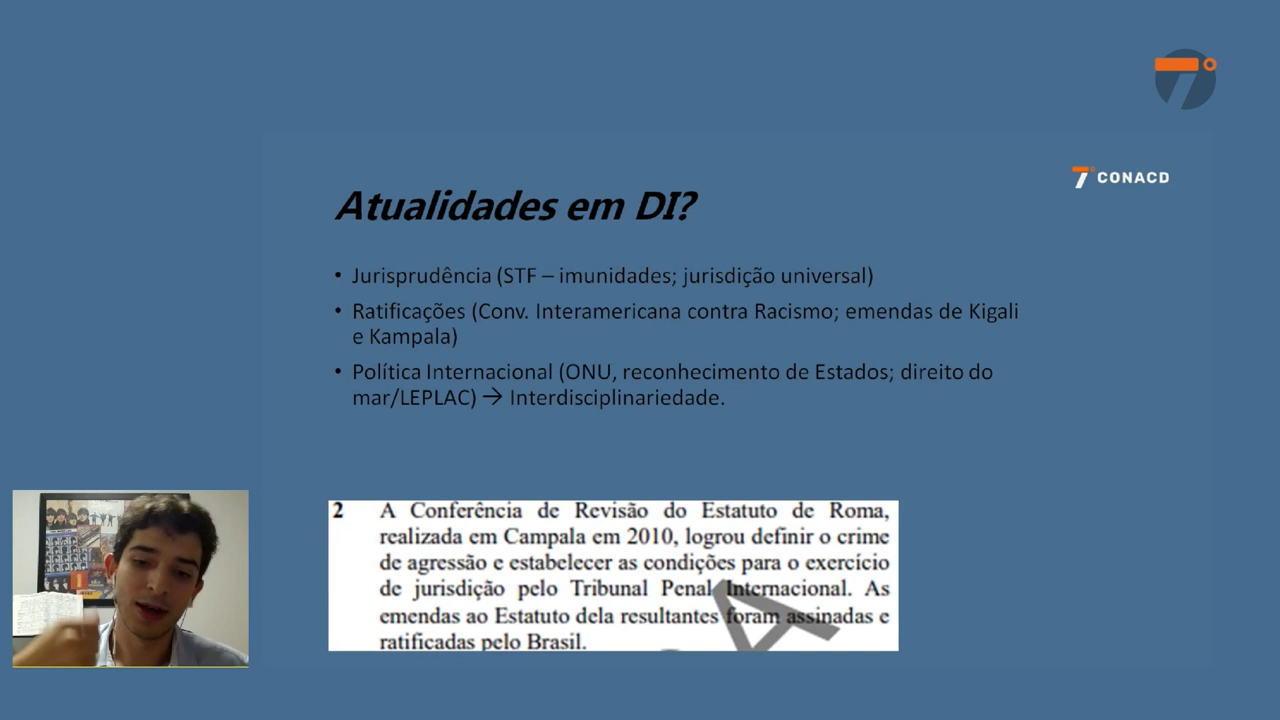 7°
7° CONACD
Atualidades em DI?
• Jurisprudência (STF – imunidades; jurisdição universal)
• Ratificações (Conv. Interamericana contra Racismo; emendas de Kigali
e Kampala)
• Política Internacional (ONU, reconhecimento de Estados; direito do
mar/LEPLAC) → Interdisciplinariedade.
2 A Conferência de Revisão do Estatuto de Roma,
realizada em Campala em 2010, logrou definir o crime
de agressão e estabelecer as condições para o exercício
de jurisdição pelo Tribunal Penal Internacional. As
emendas ao Estatuto dela resultantes foram assinadas e
ratificadas pelo Brasil.